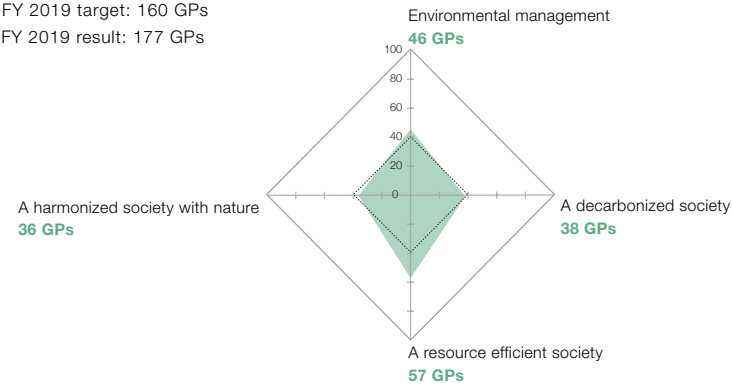 FY 2019 target: 160 GPs
FY 2019 result: 177 GPs
Environmental management
46 GPs
100
80
60
40
20
0
A harmonized society with nature
36 GPs
A decarbonized society
38 GPs
A resource efficient society
57 GPs